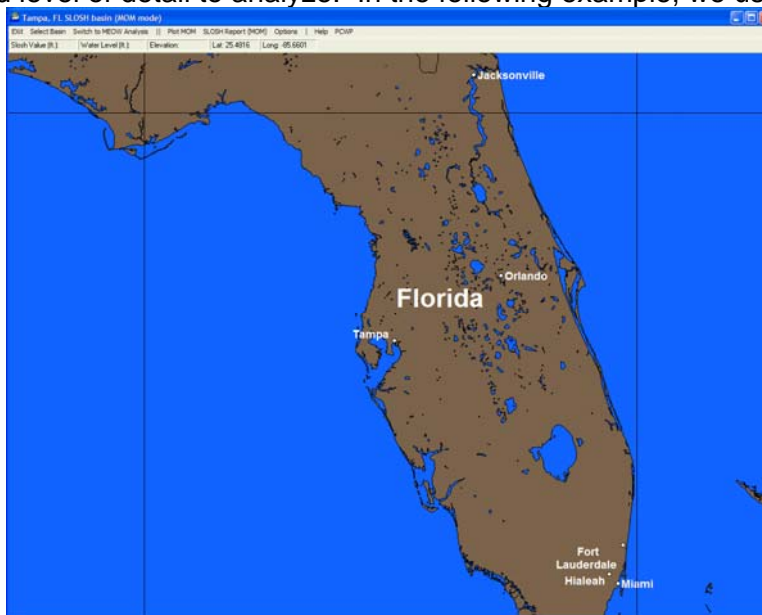 d level of detail to analyze. In the following example, we de
Tampa, FL SLOSH basin (MOM mode)
Exit Select Basin Switch to MEOW Analysis || Plot MOM SLOSH Report (MOM) Options | Help PCWP
Slosh Value (ft.): Water Level (ft.): Elevation: Lat: 25.4816 Long: -85.6601
Jacksonville
Orlando
Florida
Tampa
Fort
Lauderdale
Hialeah
Miami